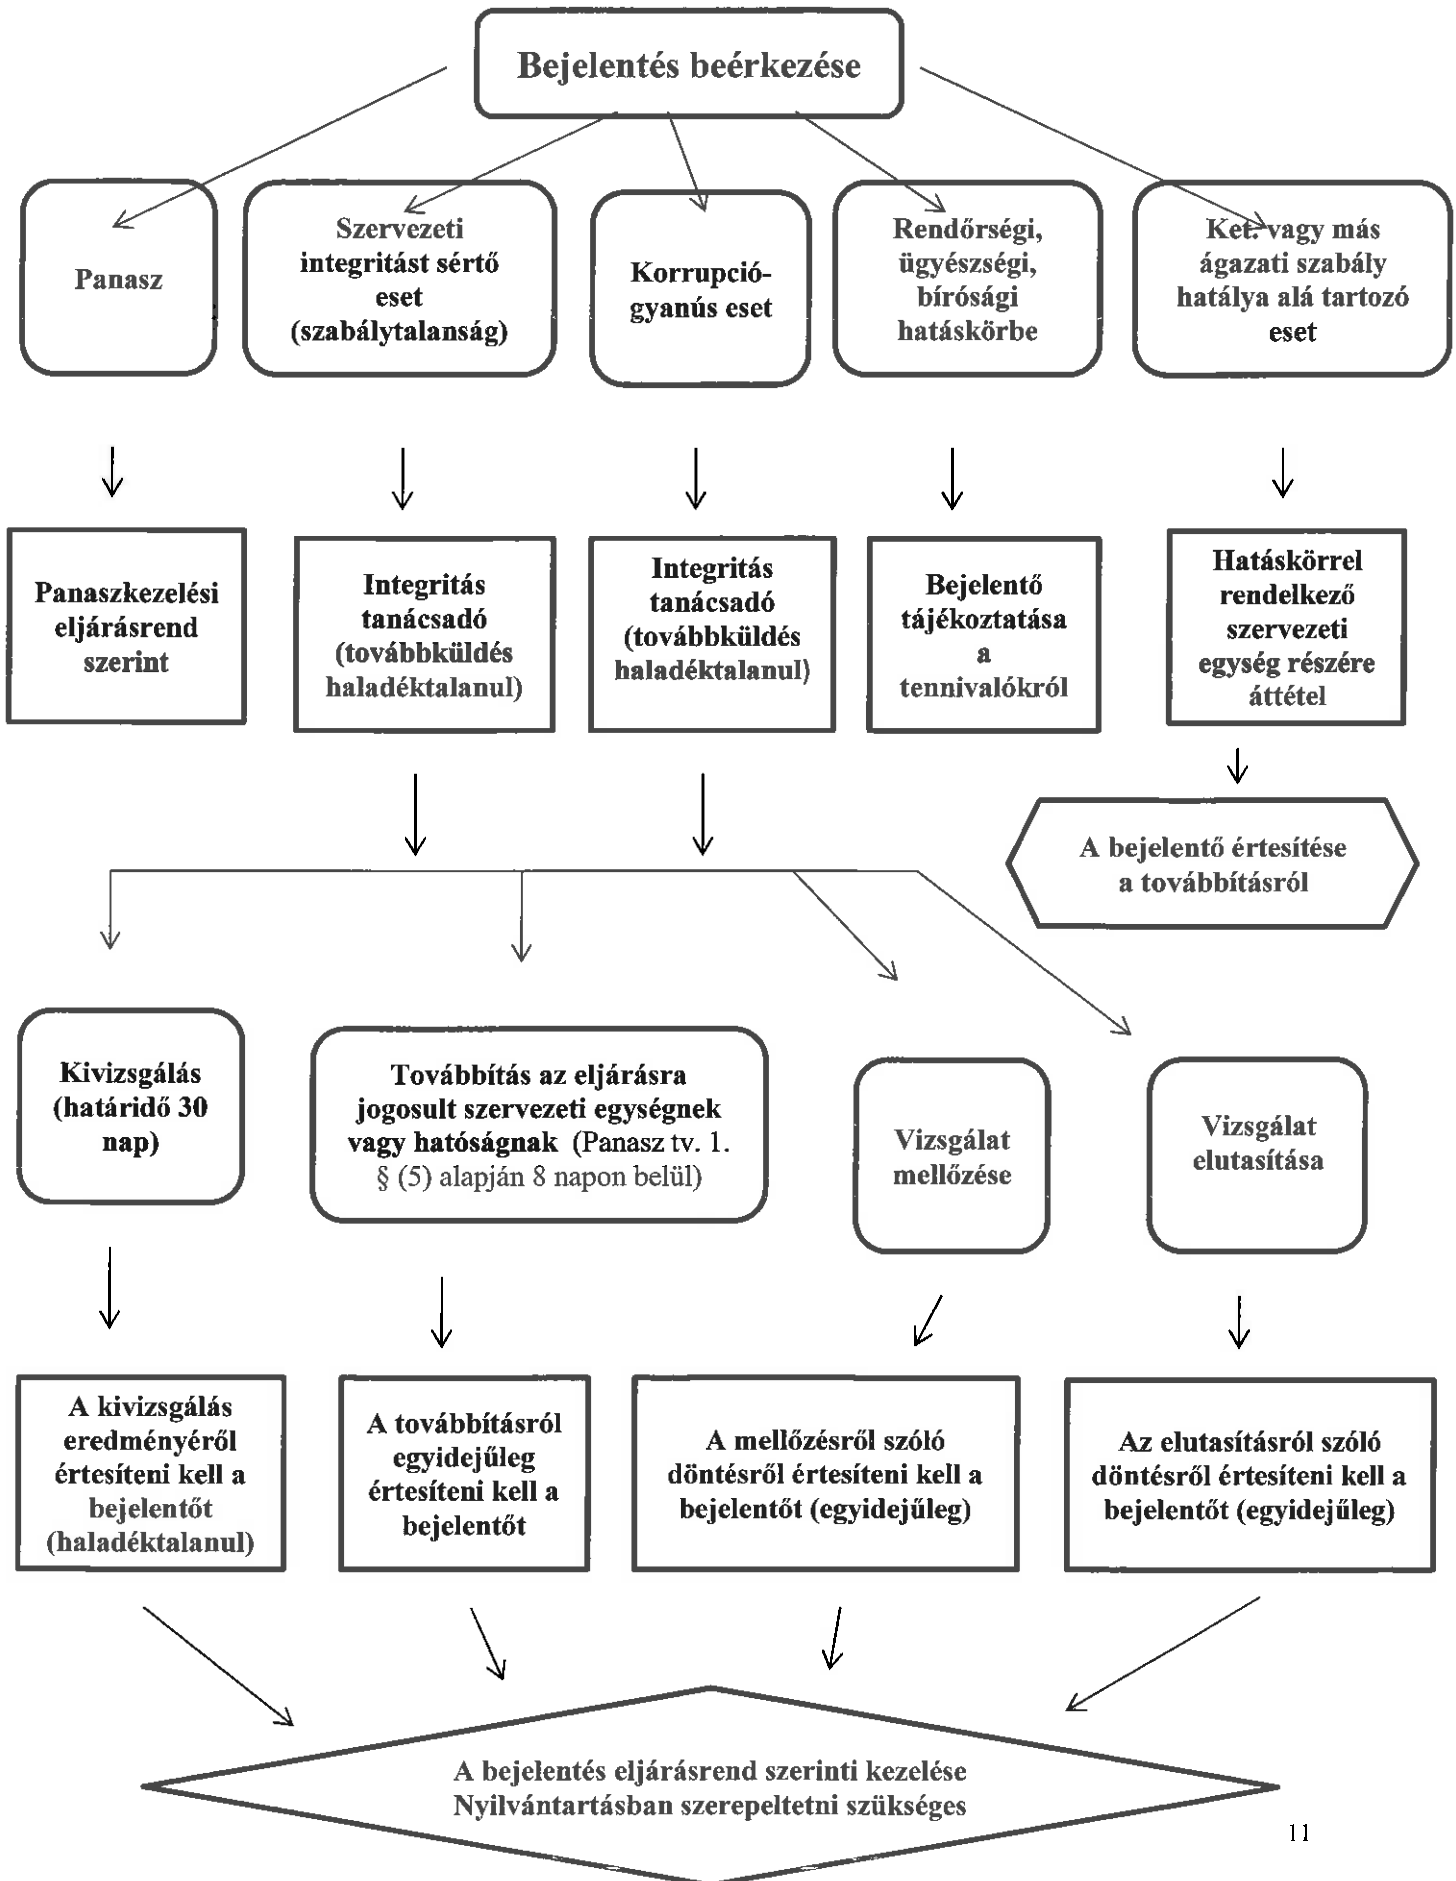 Bejelentés beérkezése
Panasz
Szervezeti
integritást sértő
eset
(szabálytalanság)
Korrupció-
gyanús eset
Rendőrségi,
ügyészségi,
bírósági
hatáskörbe
Ket. vagy más
ágazati szabály
hatálya alá tartozó
eset
Panaszkezelési
eljárásrend
szerint
Integritás
tanácsadó
(továbbküldés
haladéktalanul)
Integritás
tanácsadó
(továbbküldés
haladéktalanul)
Bejelentő
tájékoztatása
a
tennivalókról
Hatáskörrel
rendelkező
szervezeti
egység részére
áttétel
A bejelentő értesítése
a továbbításról
Kivizsgálás
(határidő 30
nap)
Továbbítás az eljárásra
jogosult szervezeti egységnek
vagy hatóságnak (Panasz tv. 1.
§ (5) alapján 8 napon belül)
Vizsgálat
mellőzése
Vizsgálat
elutasítása
A kivizsgálás
eredményéről
értesíteni kell a
bejelentőt
(haladéktalanul)
A továbbításról
egyidejűleg
értesíteni kell a
bejelentőt
A mellőzésről szóló
döntésről értesíteni kell a
bejelentőt (egyidejűleg)
Az elutasításról szóló
döntésről értesíteni kell a
bejelentőt (egyidejűleg)
A bejelentés eljárásrend szerinti kezelése
Nyilvántartásban szerepeltetni szükséges
11